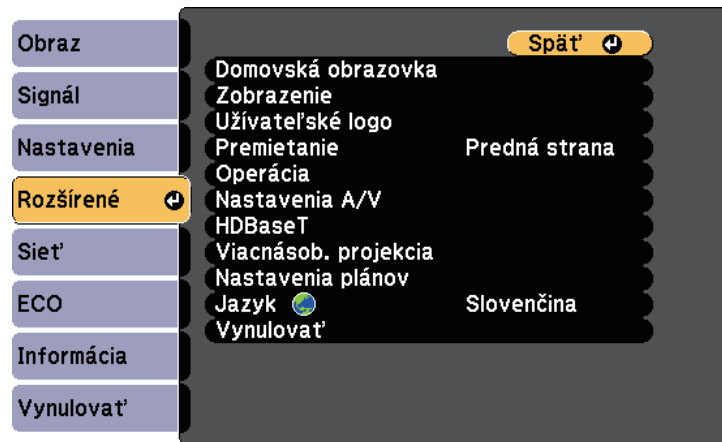 Obraz
Signál
Nastavenia
Rozšírené
Sieť
ECO
Informácia
Vynulovať
Späť
Domovská obrazovka
Zobrazenie
Užívateľské logo
Premietanie Predná strana
Operácia
Nastavenia A/V
HDBaseT
Viacnásob. projekcia
Nastavenia plánov
Jazyk Slovenčina
Vynulovať